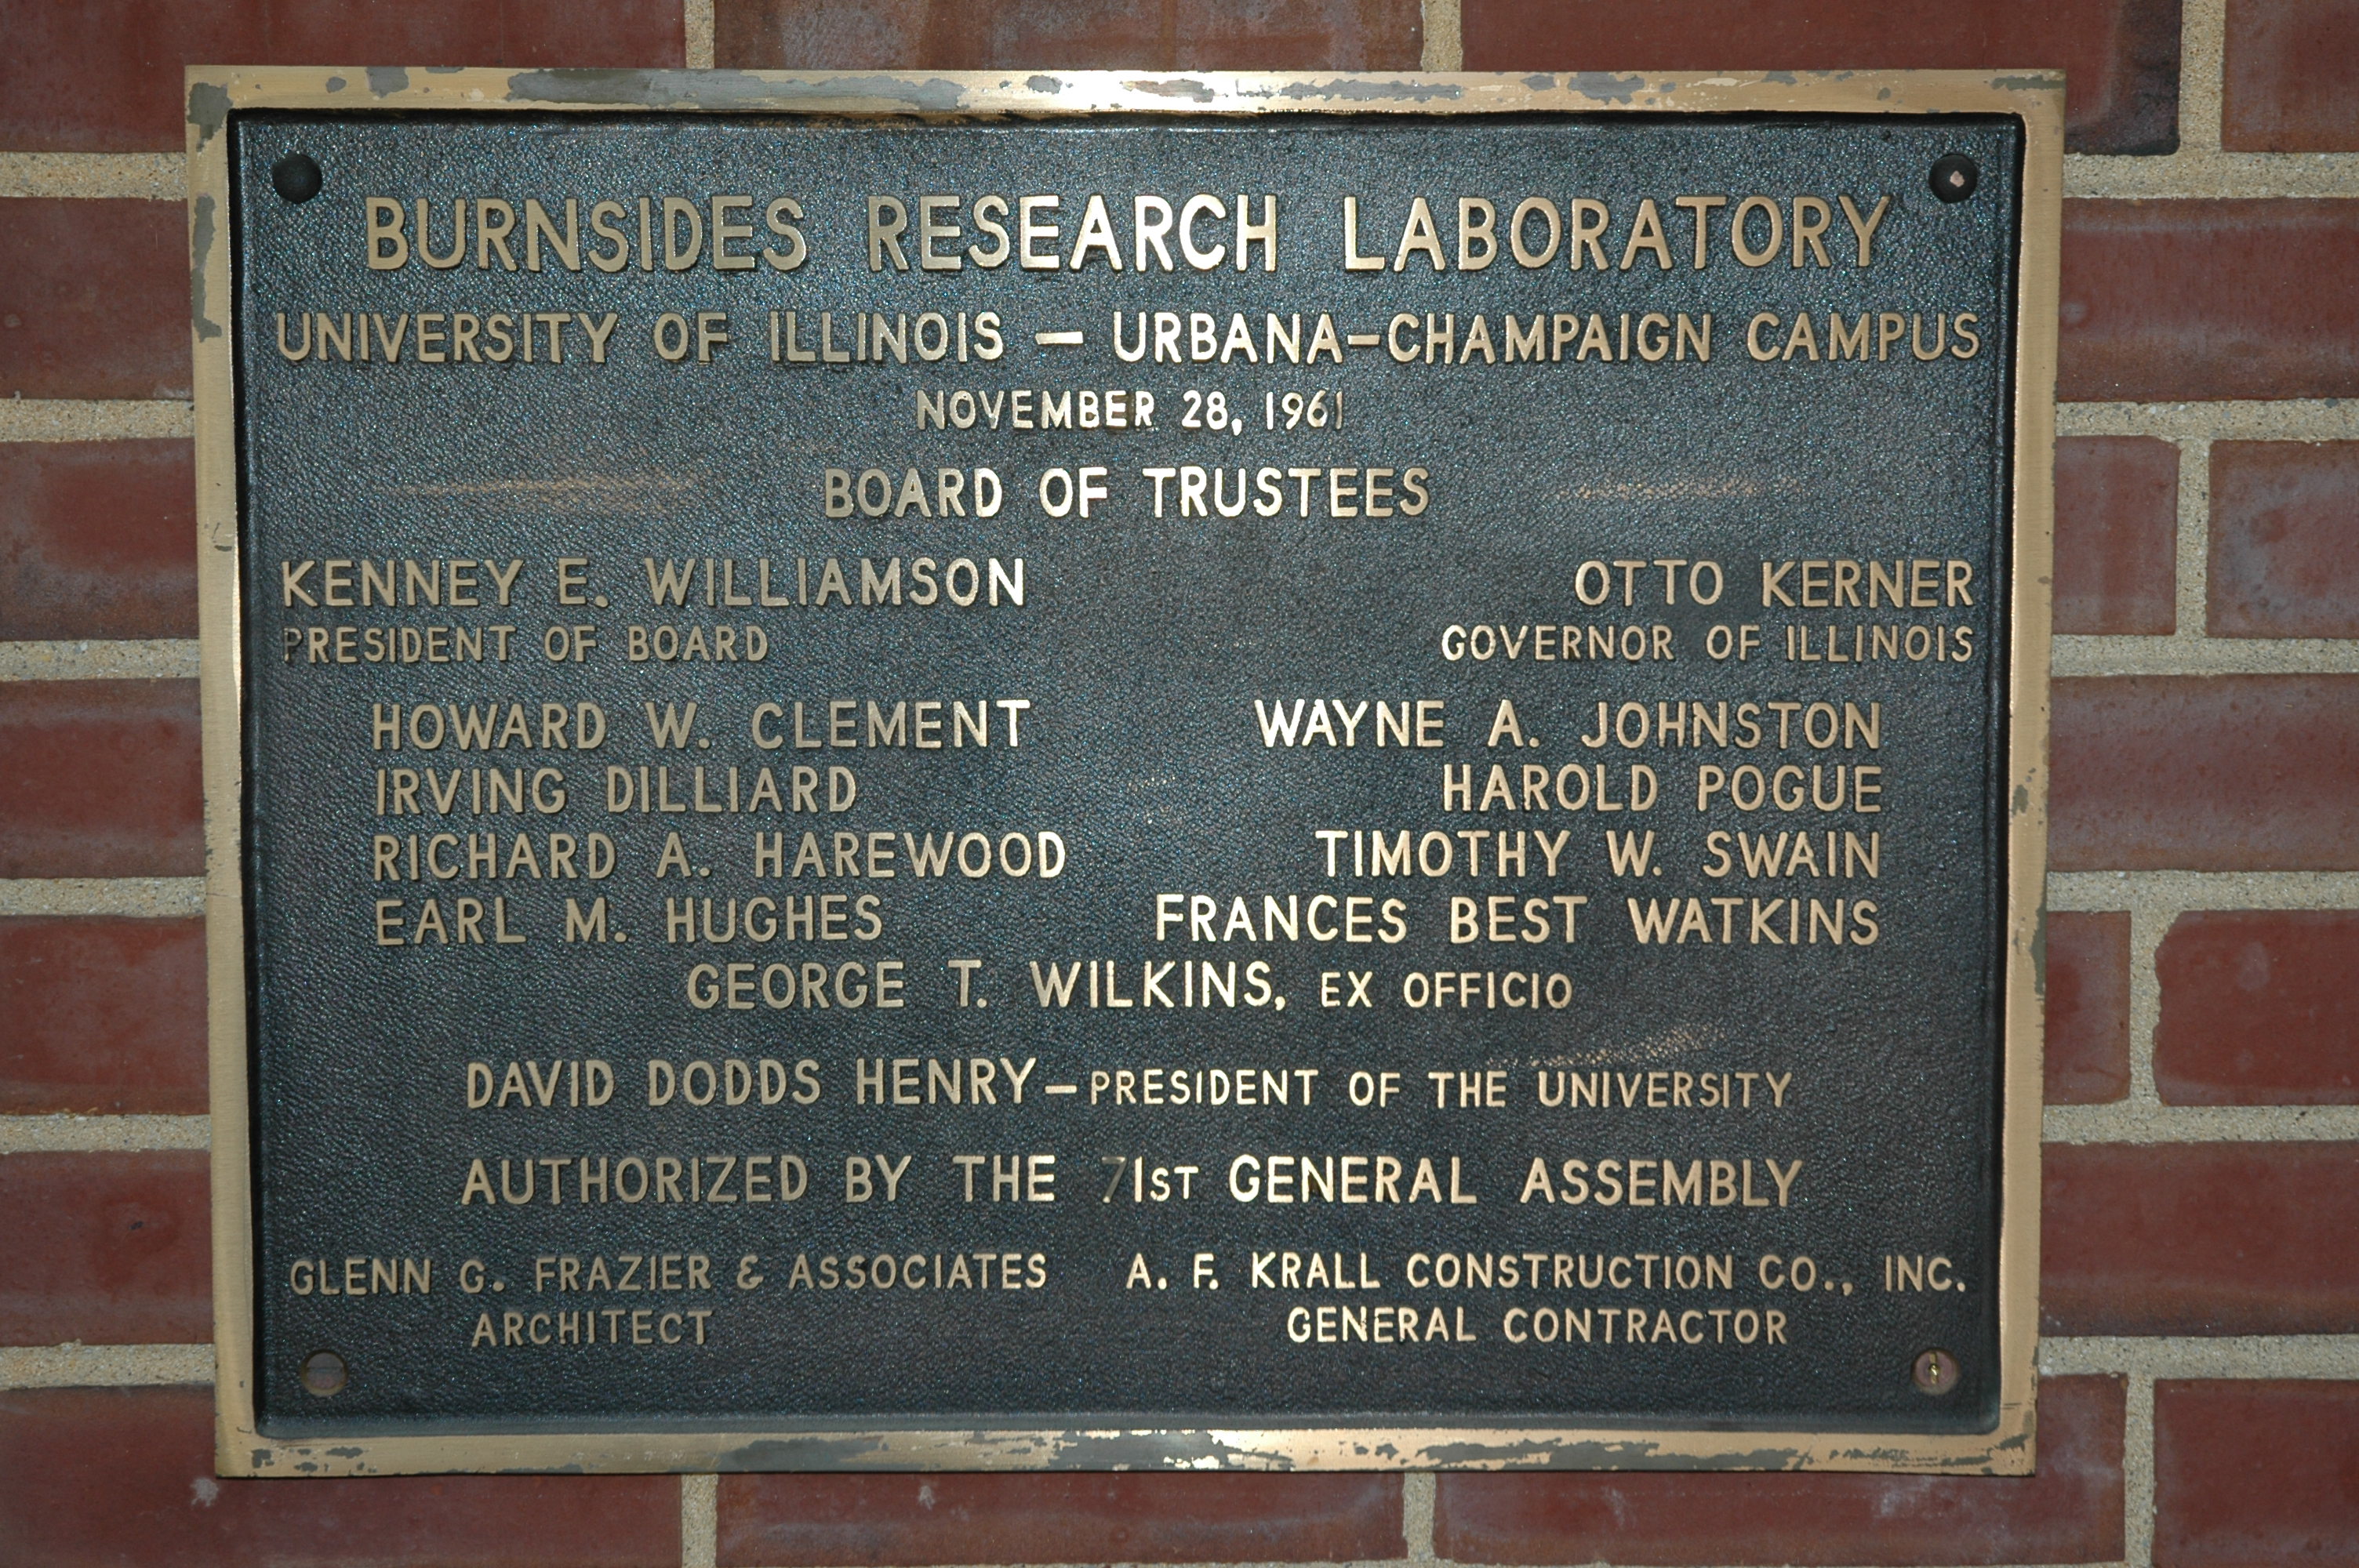 BURNSIDES RESEARCH LABORATORY
UNIVERSITY OF ILLINOIS — URBANA-CHAMPAIGN CAMPUS
NOVEMBER 28, 1961
BOARD OF TRUSTEES
KENNEY E. WILLIAMSON OTTO KERNER
PRESIDENT OF BOARD GOVERNOR OF ILLINOIS
HOWARD W. CLEMENT WAYNE A. JOHNSTON
IRVING DILLIARD HAROLD POGUE
RICHARD A. HAREWOOD TIMOTHY W. SWAIN
EARL M. HUGHES FRANCES BEST WATKINS
GEORGE T. WILKINS, EX OFFICIO
DAVID DODDS HENRY—PRESIDENT OF THE UNIVERSITY
AUTHORIZED BY THE 71ST GENERAL ASSEMBLY
GLENN G. FRAZIER & ASSOCIATES A. F. KRALL CONSTRUCTION CO., INC.
ARCHITECT GENERAL CONTRACTOR